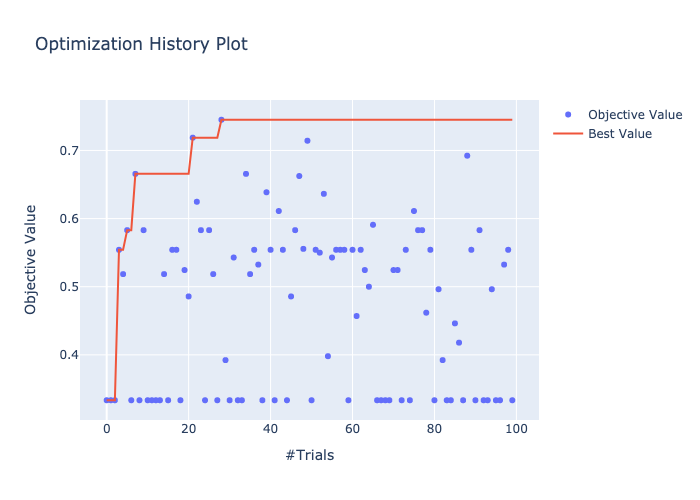 Optimization History Plot
Objective Value
Best Value
0.7
0.6
0.5
0.4
Objective Value
0
20
40
60
80
100
#Trials